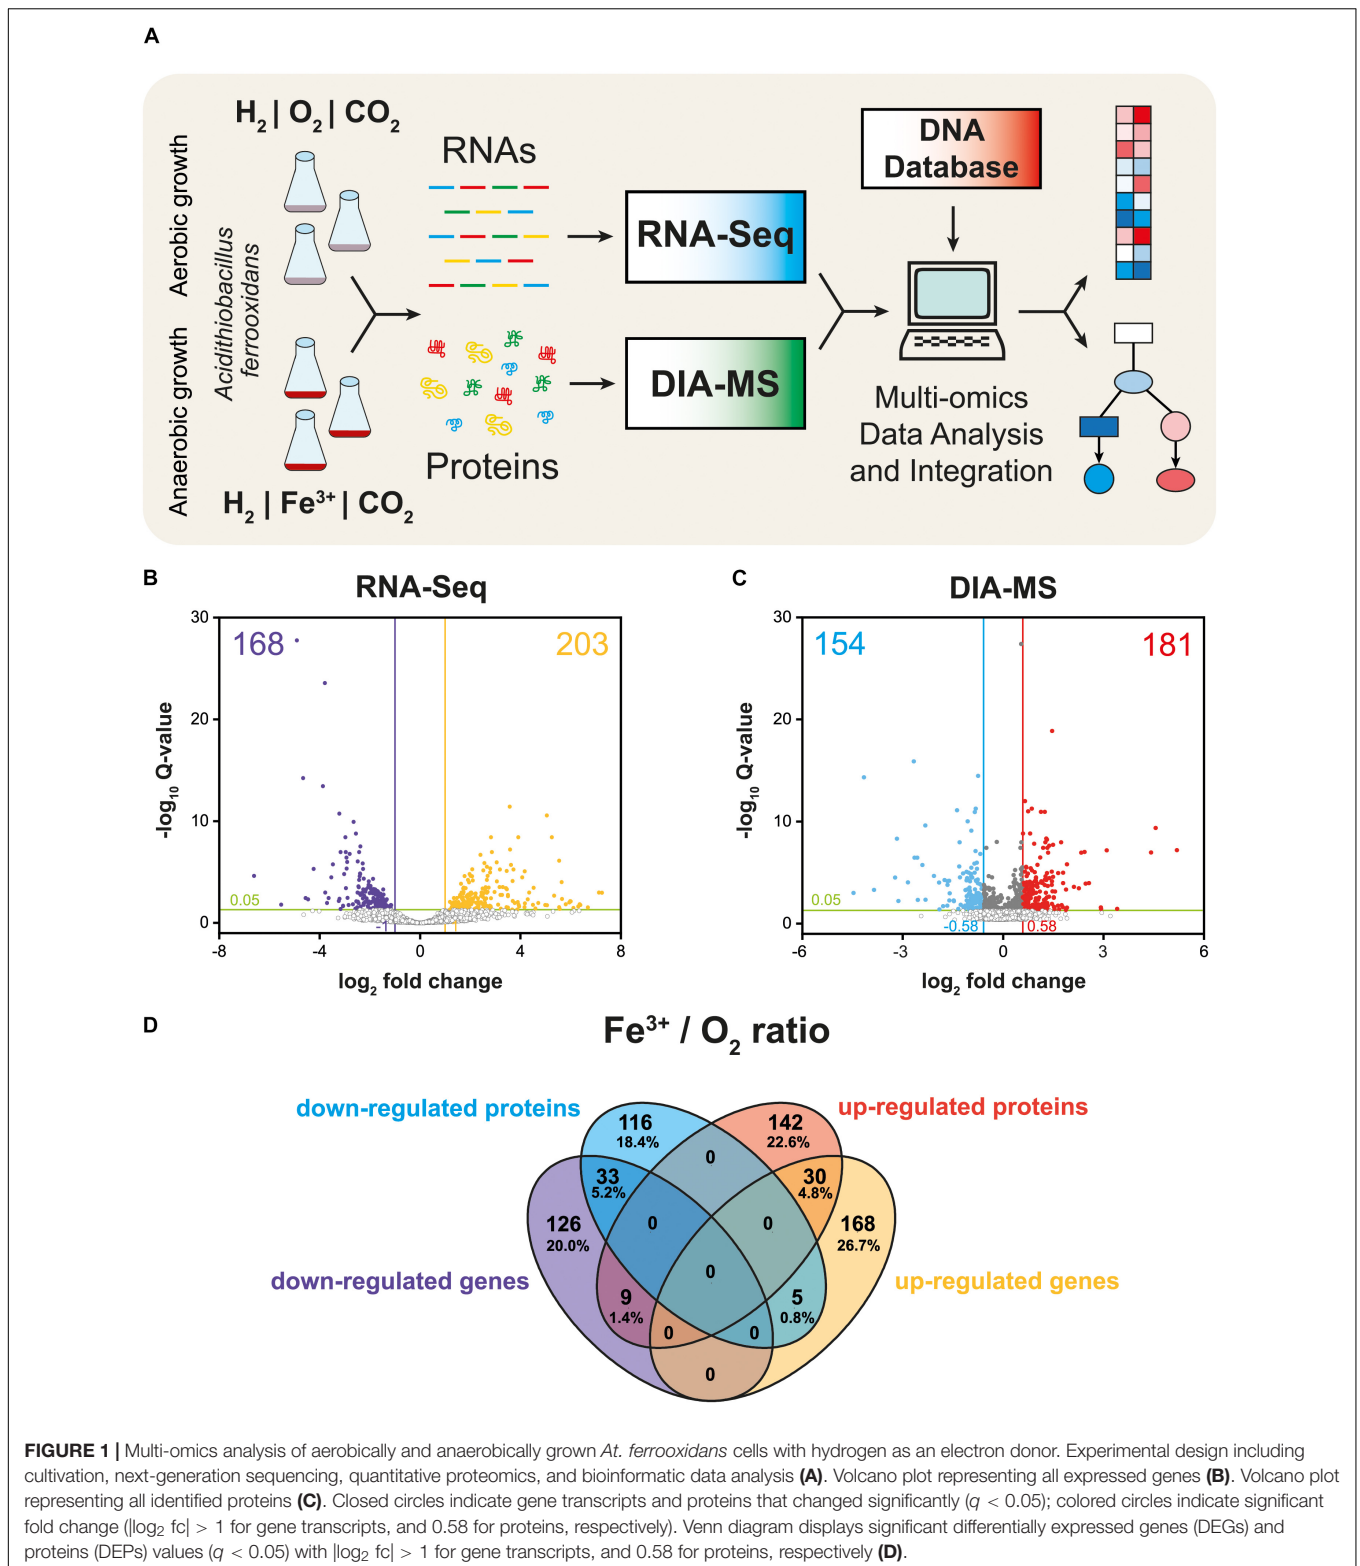 A
H2 | O2 | CO2
Aerobic growth
Anaerobic growth
Acidithiobacillus
ferrooxidans
H2 | Fe3+ | CO2
RNAs
Proteins
RNA-Seq
DIA-MS
DNA
Database
Multi-omics
Data Analysis
and Integration
B
RNA-Seq
168
203
30
20
10
0
-log10 Q-value
0.05
-1
1
-8
-4
0
4
8
log2 fold change
C
DIA-MS
154
181
30
20
10
0
-log10 Q-value
0.05
-0.58
0.58
-6
-3
0
3
6
log2 fold change
D
Fe3+ / O2 ratio
down-regulated proteins
up-regulated proteins
down-regulated genes
up-regulated genes
116
18.4%
142
22.6%
0
33
5.2%
30
4.8%
126
20.0%
0
0
168
26.7%
0
9
1.4%
5
0.8%
0
0
0
FIGURE 1 | Multi-omics analysis of aerobically and anaerobically grown At. ferrooxidans cells with hydrogen as an electron donor. Experimental design including
cultivation, next-generation sequencing, quantitative proteomics, and bioinformatic data analysis (A). Volcano plot representing all expressed genes (B). Volcano plot
representing all identified proteins (C). Closed circles indicate gene transcripts and proteins that changed significantly (q < 0.05); colored circles indicate significant
fold change (|log2 fc| > 1 for gene transcripts, and 0.58 for proteins, respectively). Venn diagram displays significant differentially expressed genes (DEGs) and
proteins (DEPs) values (q < 0.05) with |log2 fc| > 1 for gene transcripts, and 0.58 for proteins, respectively (D).